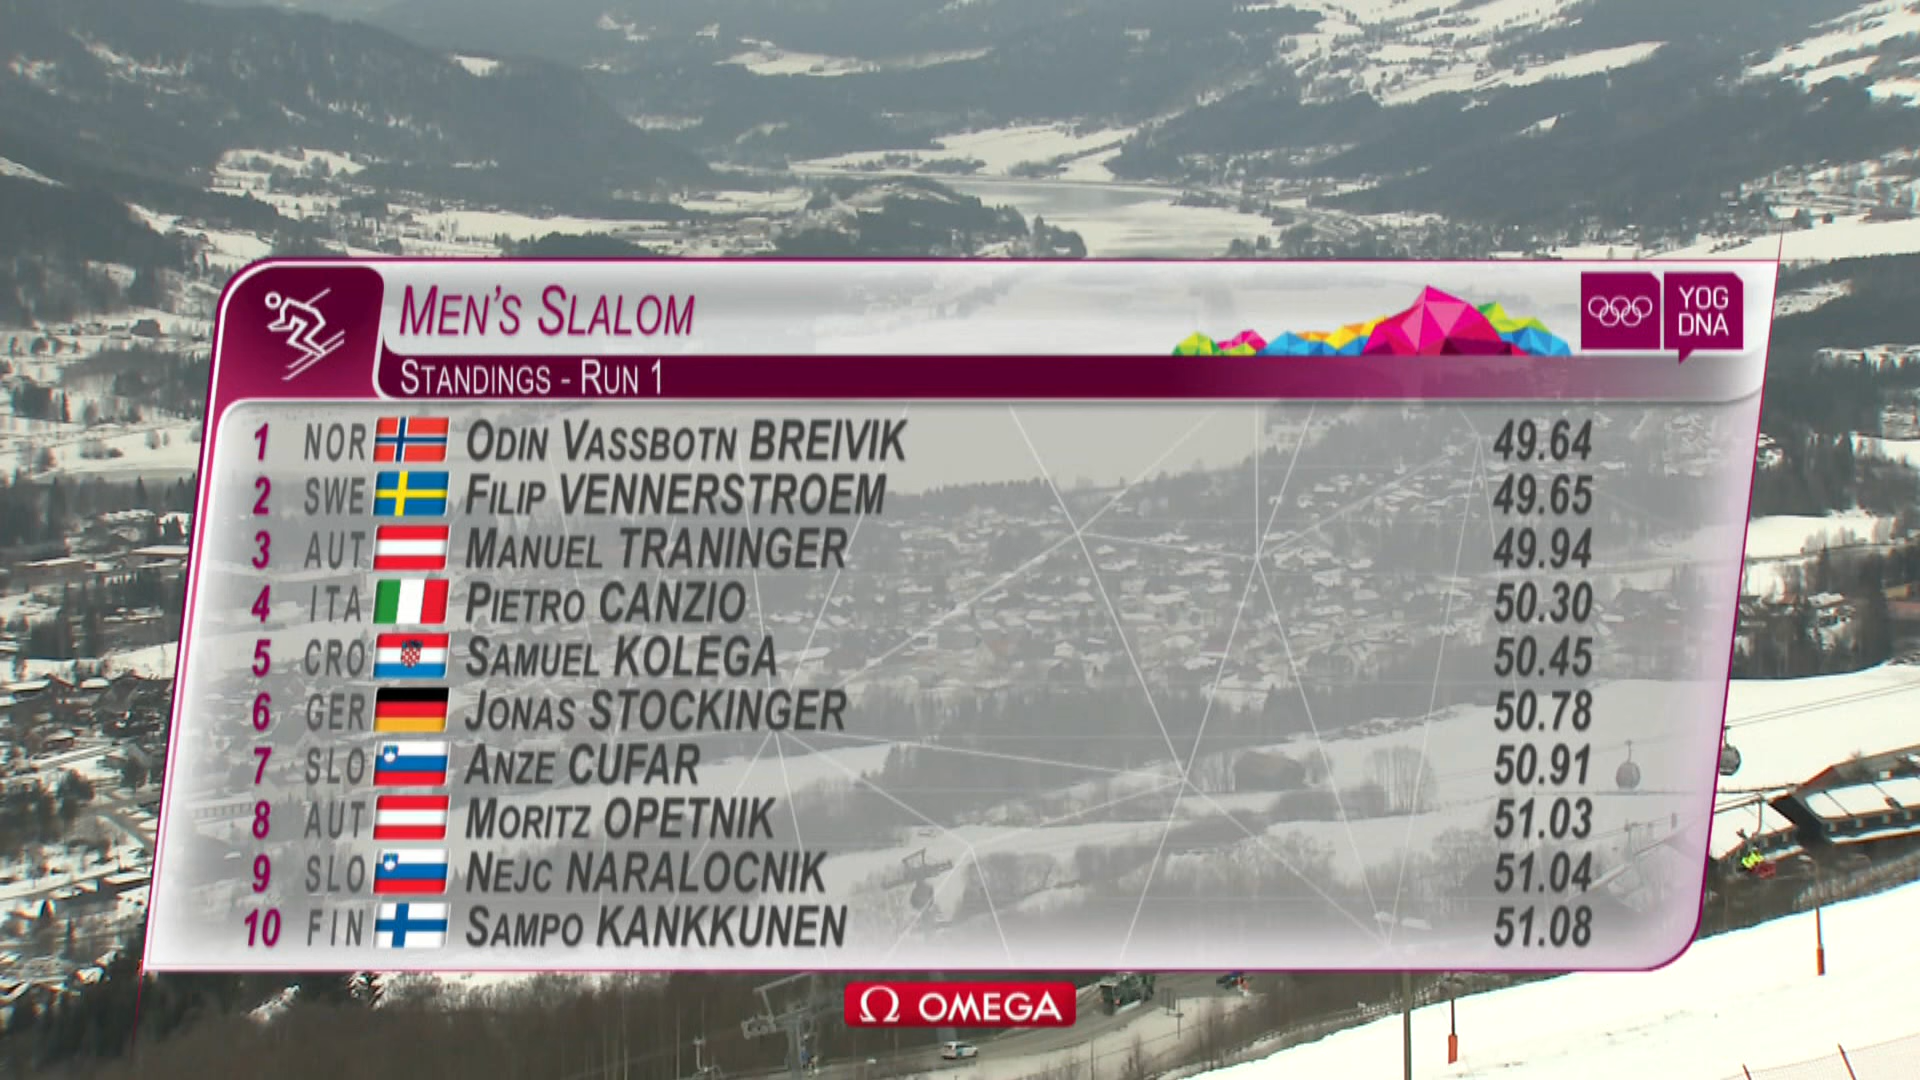 MEN'S SLALOM
YOG DNA
STANDINGS - RUN 1
1 NOR ODIN VASSBOTN BREIVIK 49.64
2 SWE FILIP VENNERSTROEM 49.65
3 AUT MANUEL TRANINGER 49.94
4 ITA PIETRO CANZIO 50.30
5 CRO SAMUEL KOLEGA 50.45
6 GER JONAS STOCKINGER 50.78
7 SLO ANZE CUFAR 50.91
8 AUT MORITZ OPETNIK 51.03
9 SLO NEJC NARALOCNIK 51.04
10 FIN SAMPO KANKKUNEN 51.08
Ω OMEGA